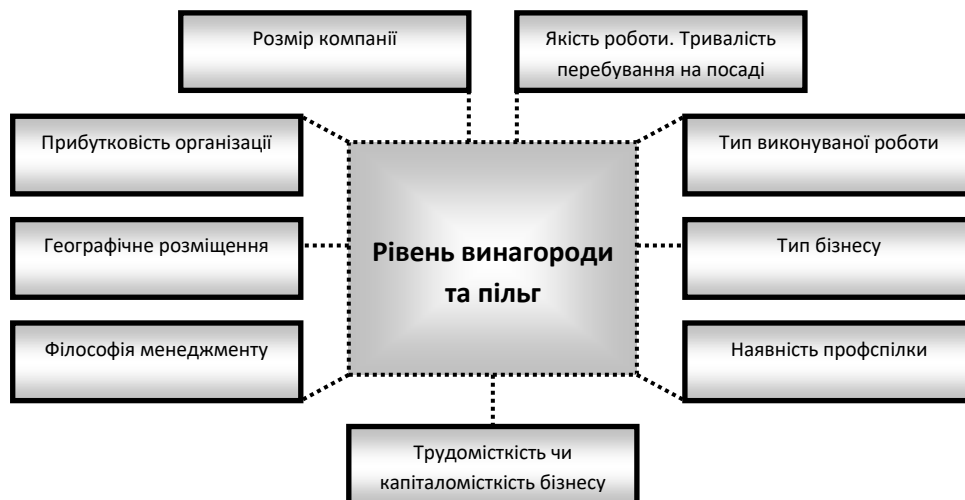 Розмір компанії
Якість роботи. Тривалість
перебування на посаді
Прибутковість організації
Тип виконуваної роботи
Географічне розміщення
Рівень винагороди
та пільг
Тип бізнесу
Філософія менеджменту
Наявність профспілки
Трудомісткість чи
капіталомісткість бізнесу